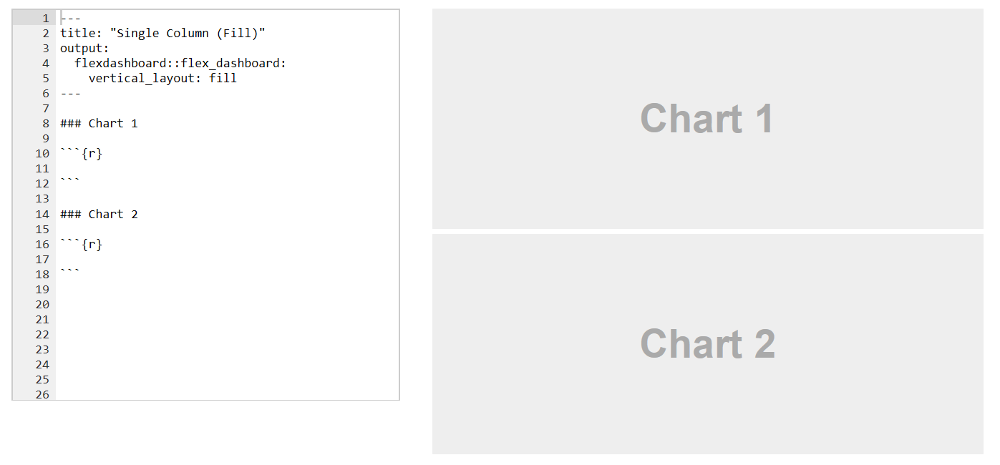 1 ---
2 title: "Single Column (Fill)"
3 output:
4   flexdashboard::flex_dashboard:
5     vertical_layout: fill
6 ---
7
8 ### Chart 1
9
10 ```{r}
11
12 ```
13
14 ### Chart 2
15
16 ```{r}
17
18 ```
19
20
21
22
23
24
25
26
Chart 1
Chart 2